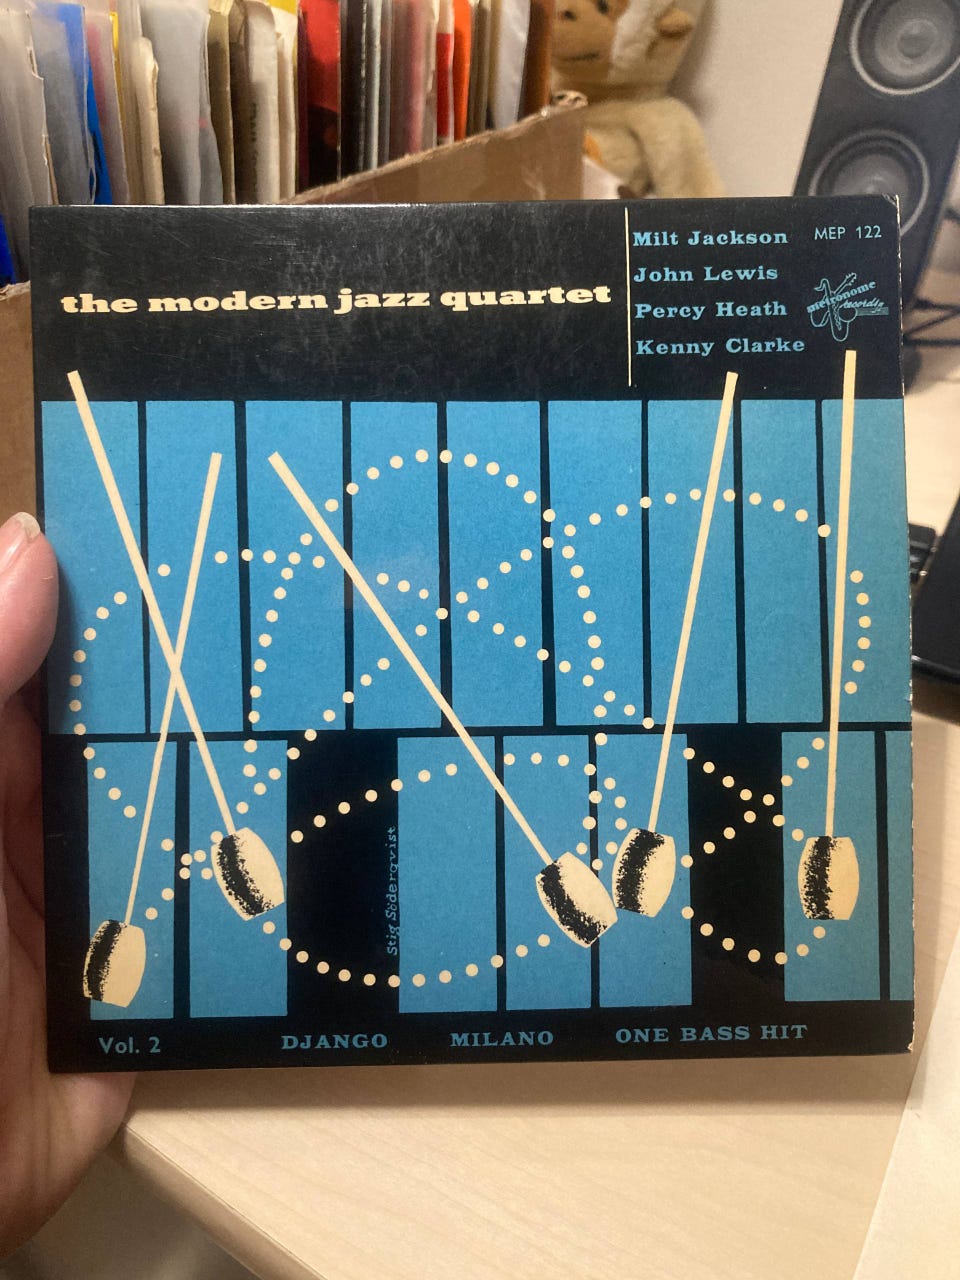 the modern jazz quartet
Milt Jackson
John Lewis
Percy Heath
Kenny Clarke
MEP 122
metronome
records
Stig Söderqvist
Vol. 2 DJANGO MILANO ONE BASS HIT